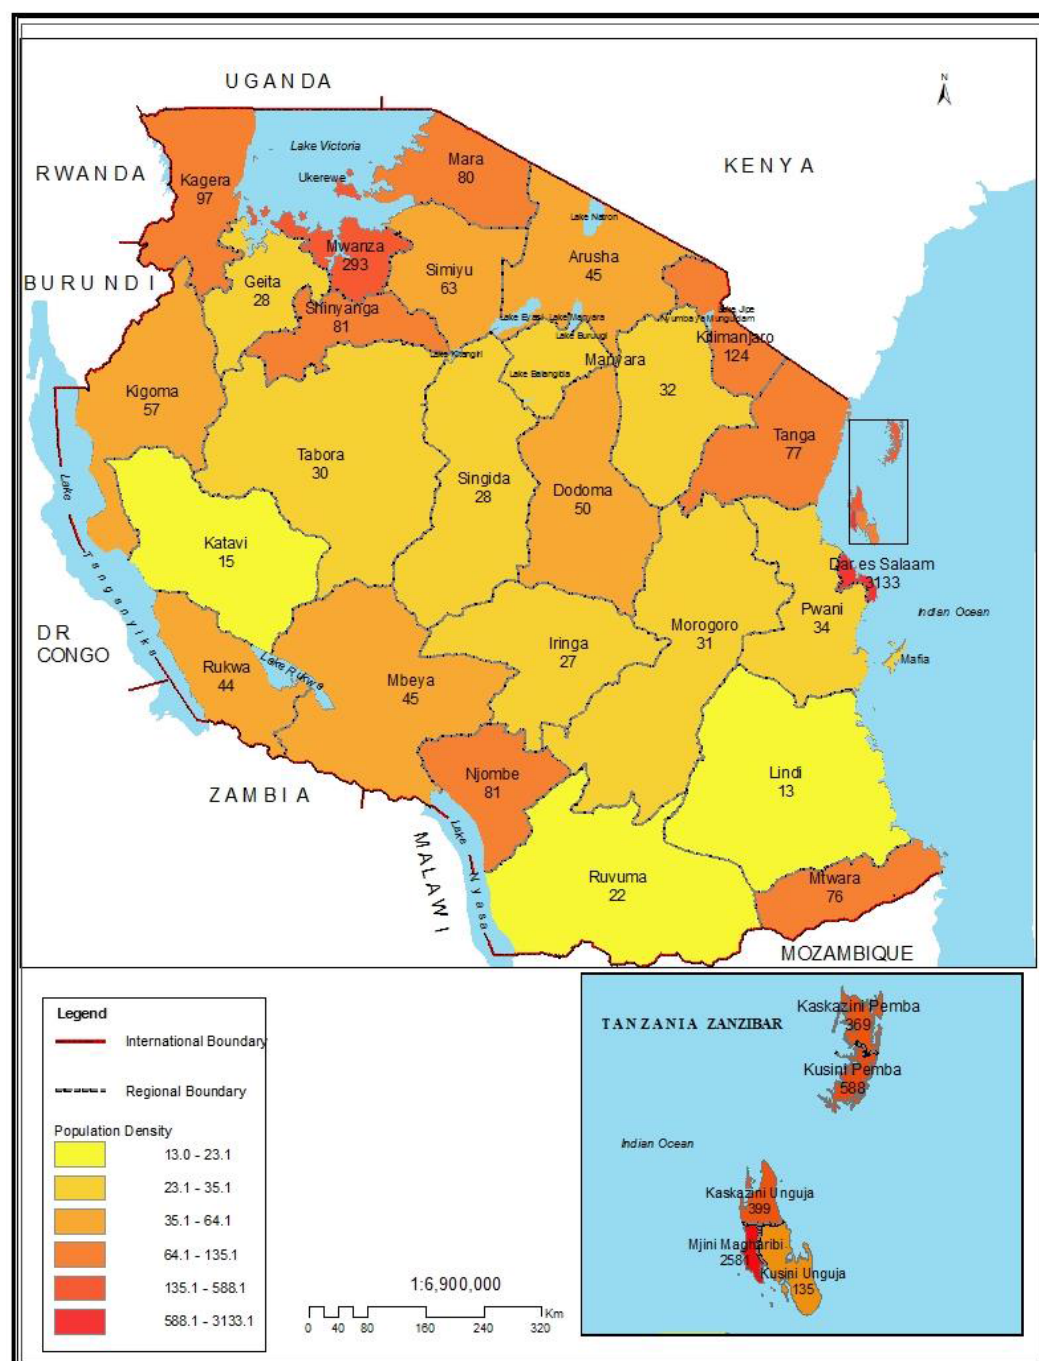 UGANDA
N
Lake Victoria
KENYA
RWANDA
Mara
80
Ukerewe
Kagera
97
Lake Natron
Mwanza
293
Arusha
45
BURUNDI
Geita
28
Simiyu
63
Shinyanga
81
Lake Eyasi
Lake Manyara
Lake Jipe
Lake Burungi
Kilimanjaro
124
Lake Kitangiri
Manyara
32
Lake Balangida
Kigoma
57
Tanga
77
Tabora
30
Singida
28
Dodoma
50
Lake Tanganyika
Katavi
15
Dar es Salaam
3133
Pwani
34
Indian Ocean
DR
CONGO
Morogoro
31
Iringa
27
Mafia
Rukwa
44
Lake Rukwa
Mbeya
45
ZAMBIA
Njombe
81
Lindi
13
MALAWI
Lake Nyasa
Ruvuma
22
Mtwara
76
MOZAMBIQUE
Legend
International Boundary
Regional Boundary
Population Density
13.0 - 23.1
23.1 - 35.1
35.1 - 64.1
64.1 - 135.1
135.1 - 588.1
588.1 - 3133.1
1:6,900,000
Km
0 40 80 160 240 320
TANZANIA ZANZIBAR
Kaskazini Pemba
369
Kusini Pemba
588
Indian Ocean
Kaskazini Unguja
399
Mjini Magharibi
2581
Kusini Unguja
135